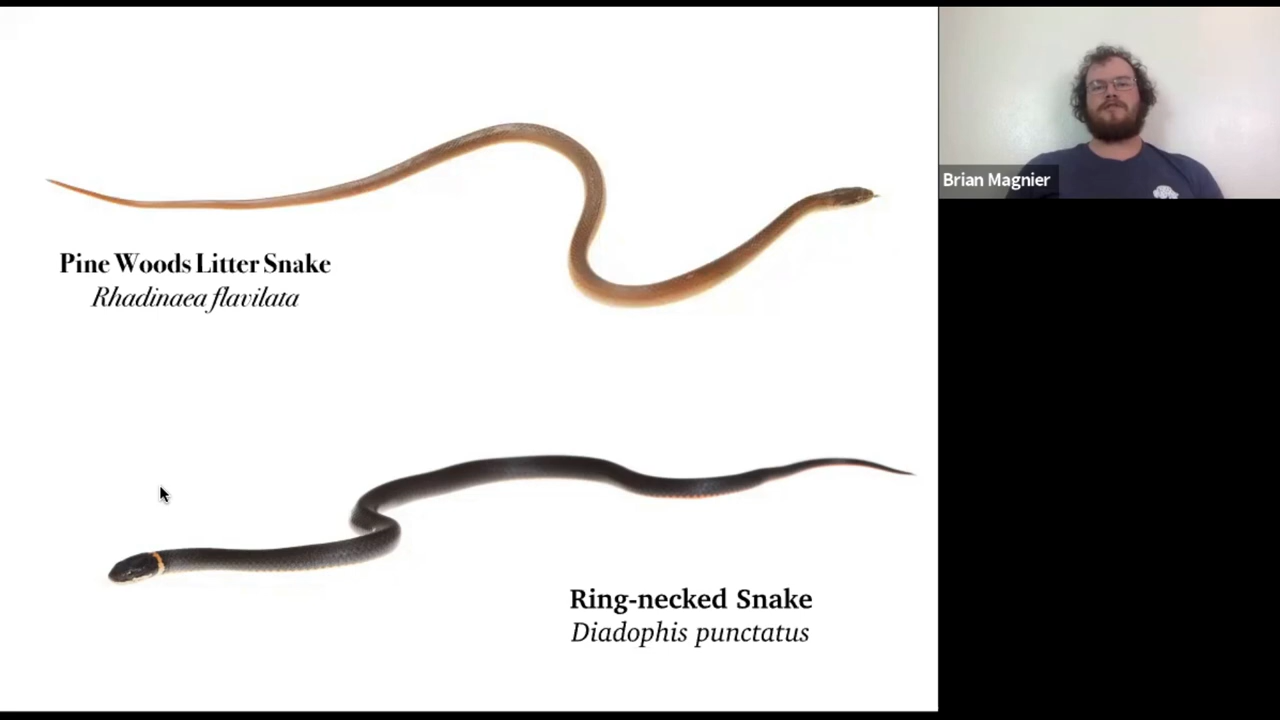 Brian Magnier
Pine Woods Litter Snake
Rhadinaea flavilata
Ring-necked Snake
Diadophis punctatus